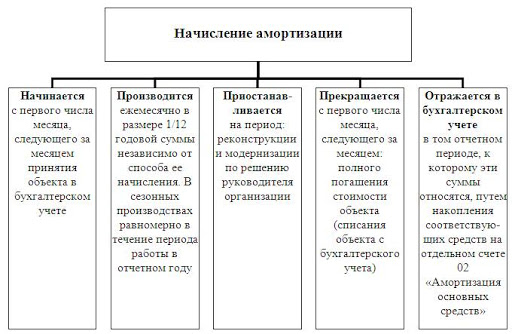 Начисление амортизации
Начинается
с первого числа
месяца,
следующего за
месяцем
принятия
объекта в
бухгалтерском
учете
Производится
ежемесячно в
размере 1/12
годовой суммы
независимо от
способа ее
начисления. В
сезонных
производствах
равномерно в
течение периода
работы в
отчетном году
Приостанав-
ливается
на период:
реконструкции
и модернизации
по решению
руководителя
организации
Прекращается
с первого числа
месяца,
следующего за
месяцем:
полного
погашения
стоимости
объекта
(списания
объекта с
бухгалтерского
учета)
Отражается в
бухгалтерском
учете
в том отчетном
периоде, к
которому эти
суммы
относятся, путем
накопления
соответствую-
щих средств на
отдельном счете
02
«Амортизация
основных
средств»